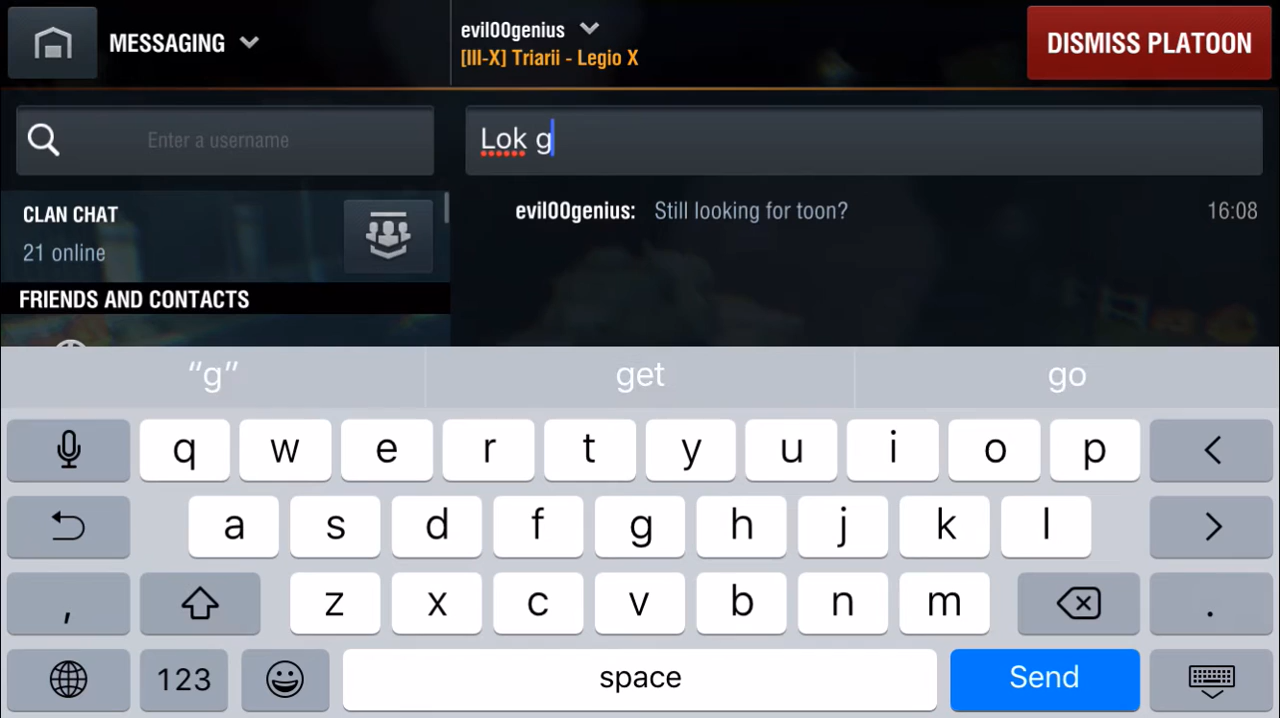 MESSAGING
evil00genius
[III-X] Triarii - Legio X
DISMISS PLATOON
Enter a username
Lok g
CLAN CHAT
21 online
evil00genius: Still looking for toon? 16:08
FRIENDS AND CONTACTS
“g” get go
q w e r t y u i o p <
a s d f g h j k l >
, z x c v b n m .
123 space Send